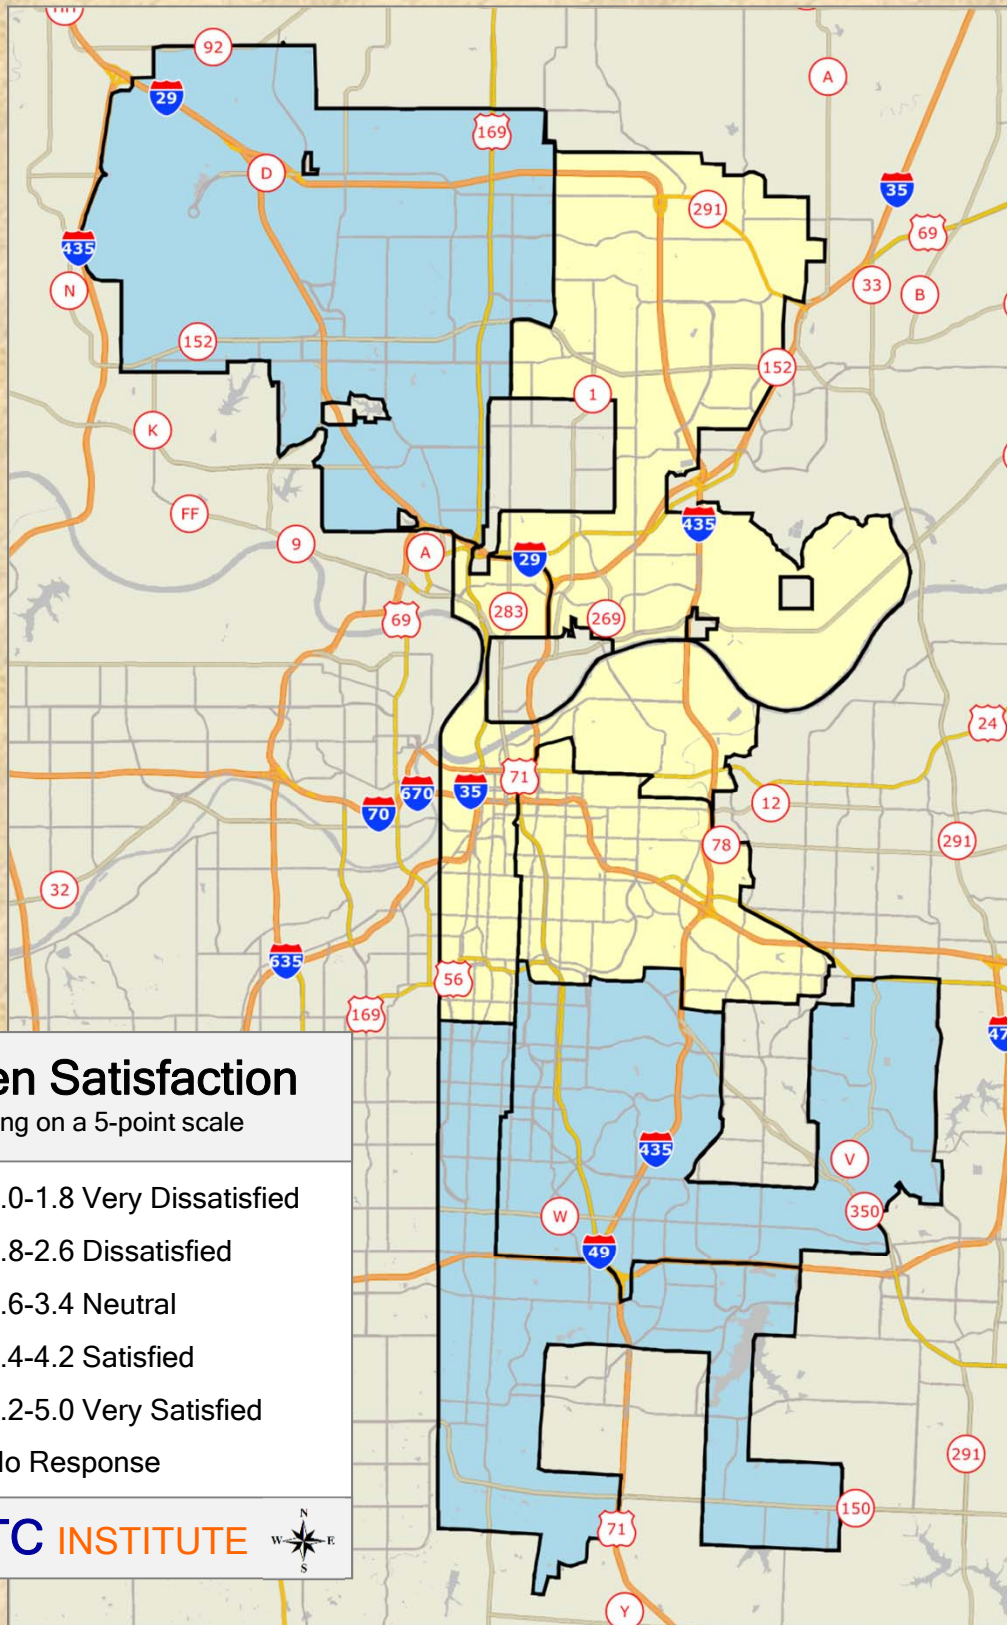 92
29
169
A
D
291
35
435
69
N
33
B
152
152
1
K
FF
435
9
A
29
283
269
69
24
71
670
35
70
12
78
291
32
635
56
169
47
en Satisfaction
ng on a 5-point scale
435
V
.0-1.8 Very Dissatisfied
350
W
.8-2.6 Dissatisfied
49
.6-3.4 Neutral
.4-4.2 Satisfied
.2-5.0 Very Satisfied
o Response
291
150
TC INSTITUTE
N
W E
S
71
Y